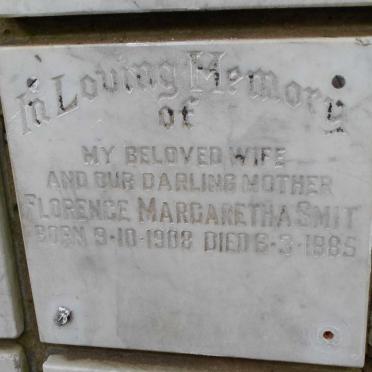 In Loving Memory
of
MY BELOVED WIFE
AND OUR DARLING MOTHER
FLORENCE MARGARETHA SMIT
BORN 9-10-1908 DIED 6-3-1985